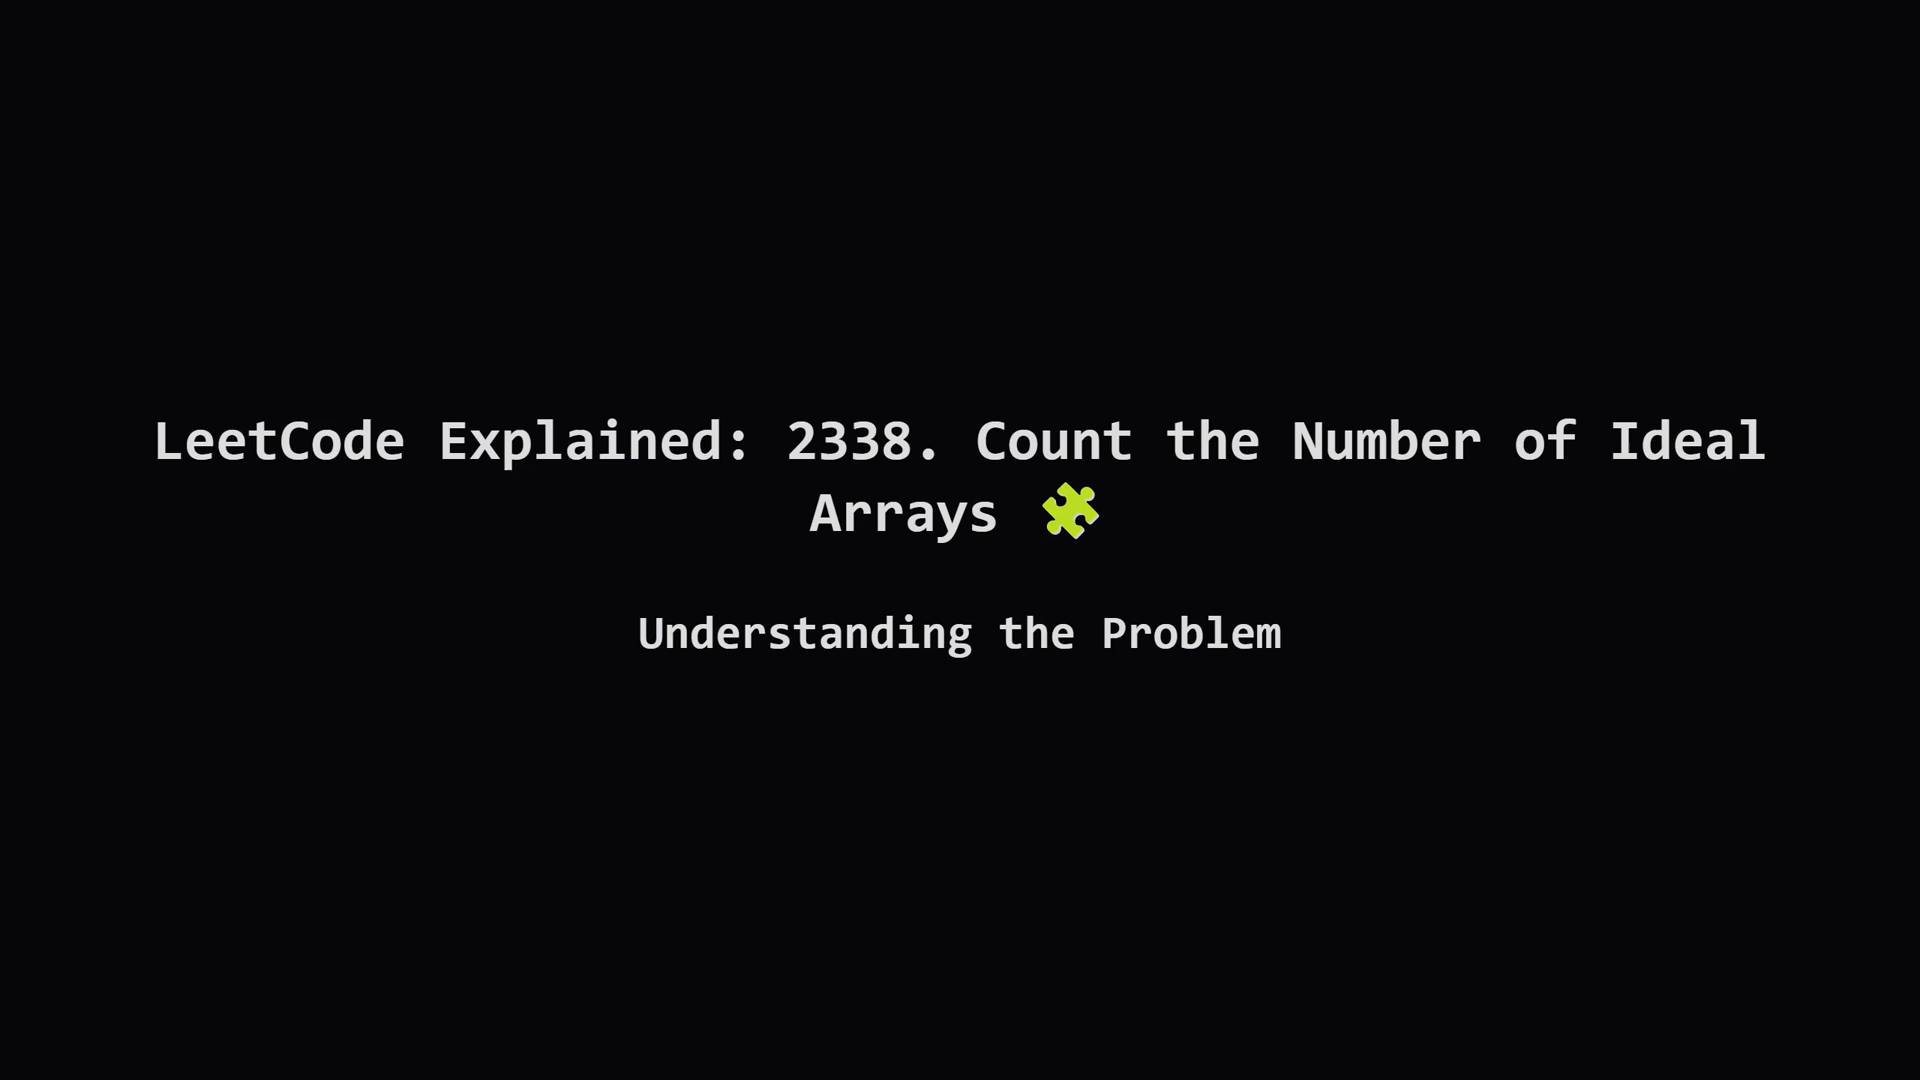 LeetCode Explained: 2338. Count the Number of Ideal
Arrays 🧩
Understanding the Problem